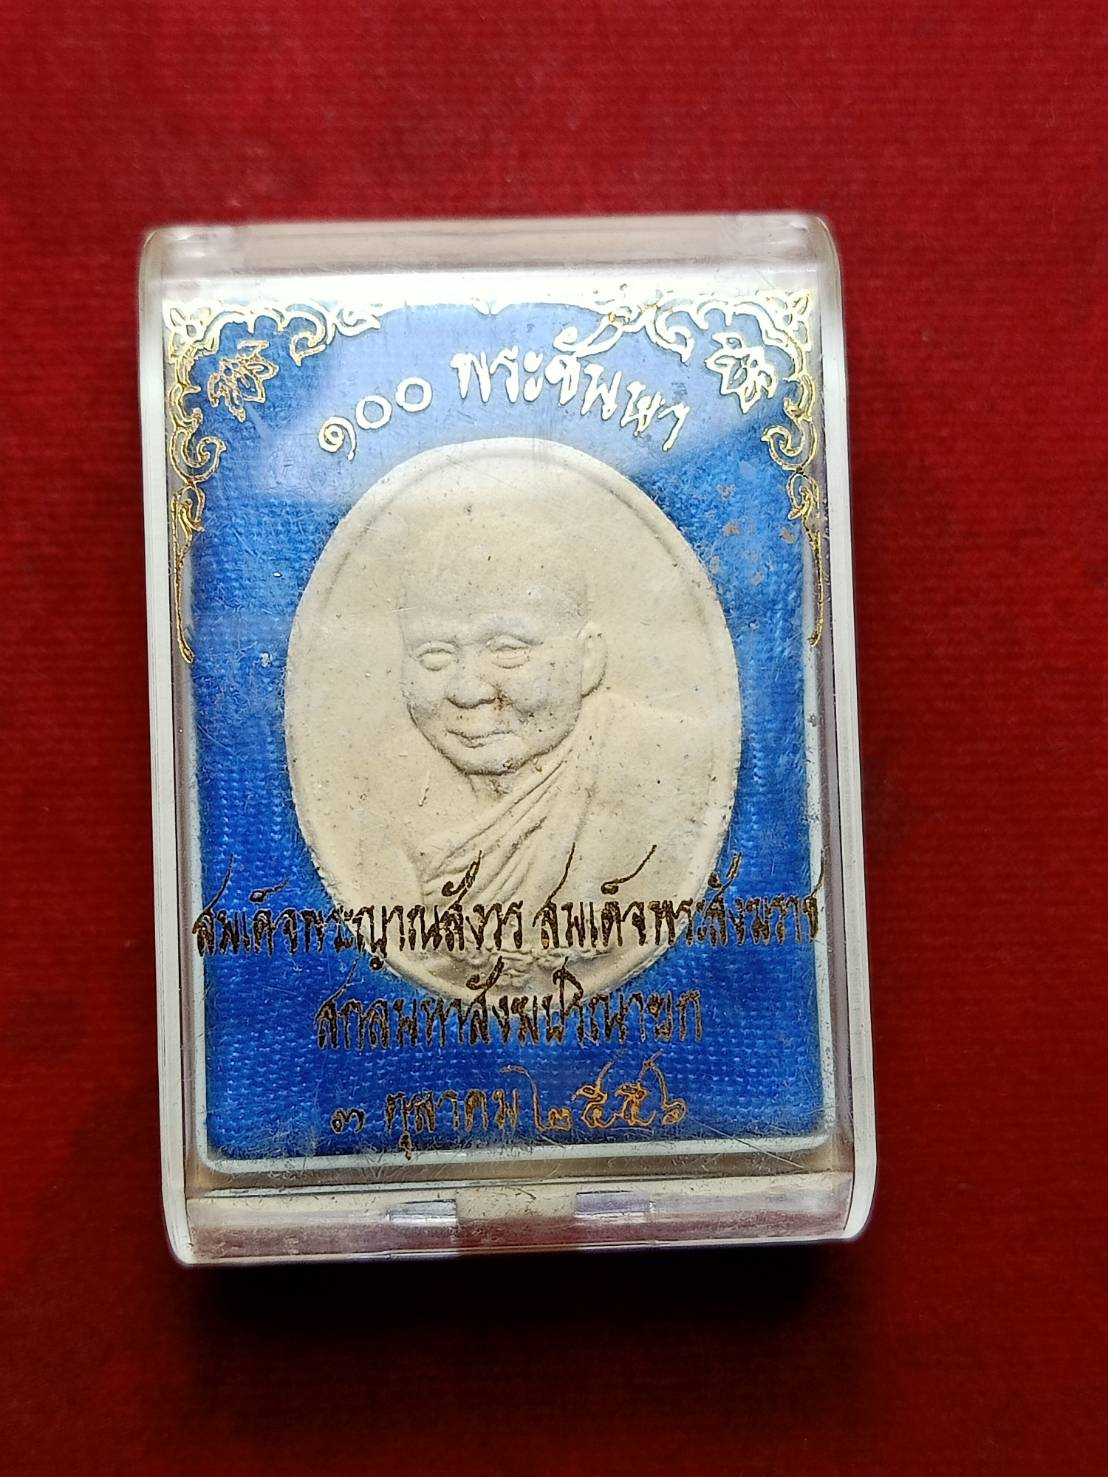 ๑๐๐ พระชันษา
สมเด็จพระญาณสังวร สมเด็จพระสังฆราช
สกลมหาสังฆปริณายก
๓ ตุลาคม ๒๕๕๖